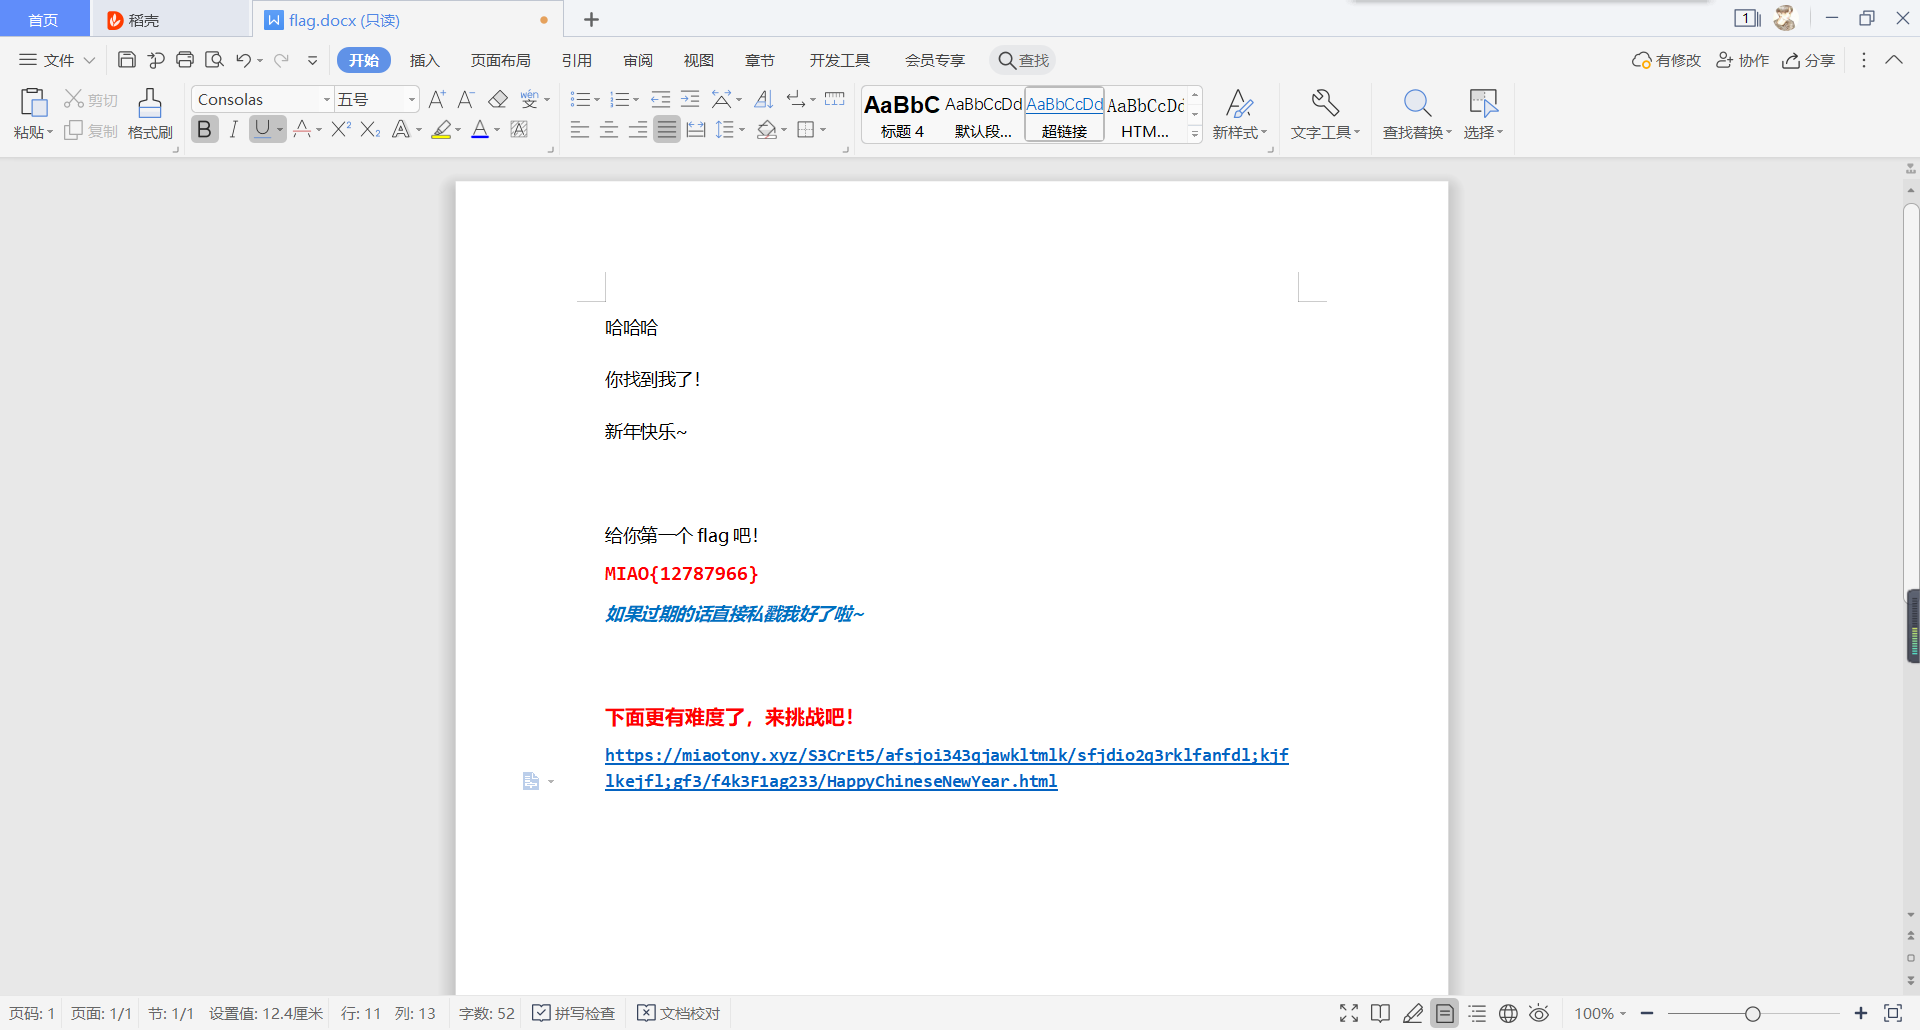 首页 稻壳 flag.docx (只读) 1
文件 开始 插入 页面布局 引用 审阅 视图 章节 开发工具 会员专享 查找 有修改 协作 分享
粘贴 剪切 复制 格式刷 Consolas 五号 wén 变
AaBbC AaBbCcDd AaBbCcDd AaBbCcDd
标题 4 默认段... 超链接 HTM... 新样式 文字工具 查找替换 选择
哈哈哈
你找到我了！
新年快乐~
给你第一个 flag 吧！
MIAO{12787966}
如果过期的话直接私戳我好了啦~
下面更有难度了，来挑战吧！
https://miaotony.xyz/S3CrEt5/afsjoi343qjawkltmlk/sfjdio2q3rklfanfdl;kjf
lkejfl;gf3/f4k3F1ag233/HappyChineseNewYear.html
页码: 1 页面: 1/1 节: 1/1 设置值: 12.4厘米 行: 11 列: 13 字数: 52 拼写检查 文档校对 100%